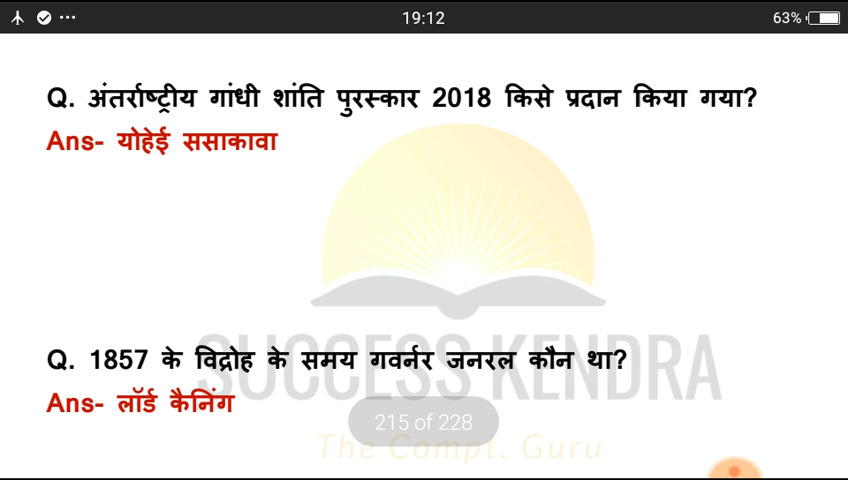 19:12
63%
Q. अंतर्राष्ट्रीय गांधी शांति पुरस्कार 2018 किसे प्रदान किया गया?
Ans- योहेई ससाकावा
SUCCESS KENDRA
Q. 1857 के विद्रोह के समय गवर्नर जनरल कौन था?
Ans- लॉर्ड कैनिंग
215 of 228
The Compt. Guru